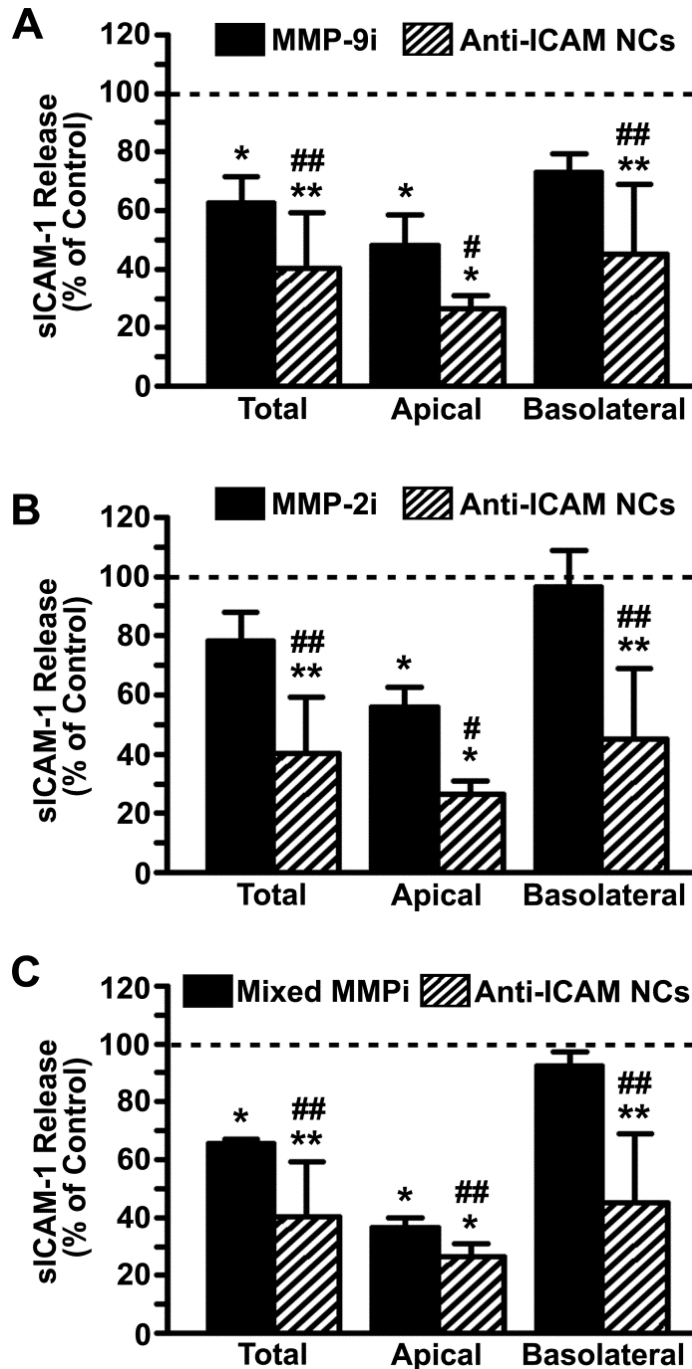 A
MMP-9i Anti-ICAM NCs
sICAM-1 Release
(% of Control)
120
100
80
60
40
20
0
* ## ** * # * ## **
Total Apical Basolateral
B
MMP-2i Anti-ICAM NCs
sICAM-1 Release
(% of Control)
120
100
80
60
40
20
0
## ** * # * ## **
Total Apical Basolateral
C
Mixed MMPi Anti-ICAM NCs
sICAM-1 Release
(% of Control)
120
100
80
60
40
20
0
* ## ** * ## * ## **
Total Apical Basolateral